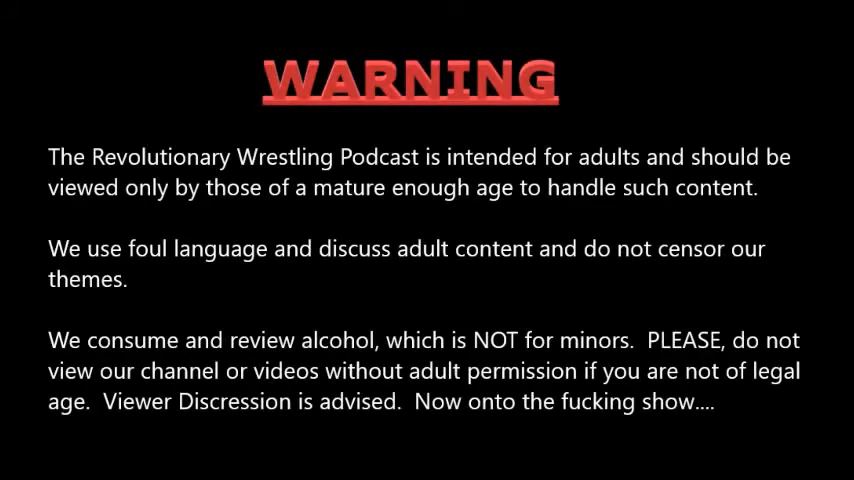 WARNING
The Revolutionary Wrestling Podcast is intended for adults and should be
viewed only by those of a mature enough age to handle such content.
We use foul language and discuss adult content and do not censor our
themes.
We consume and review alcohol, which is NOT for minors.  PLEASE, do not
view our channel or videos without adult permission if you are not of legal
age.  Viewer Discression is advised.  Now onto the fucking show....